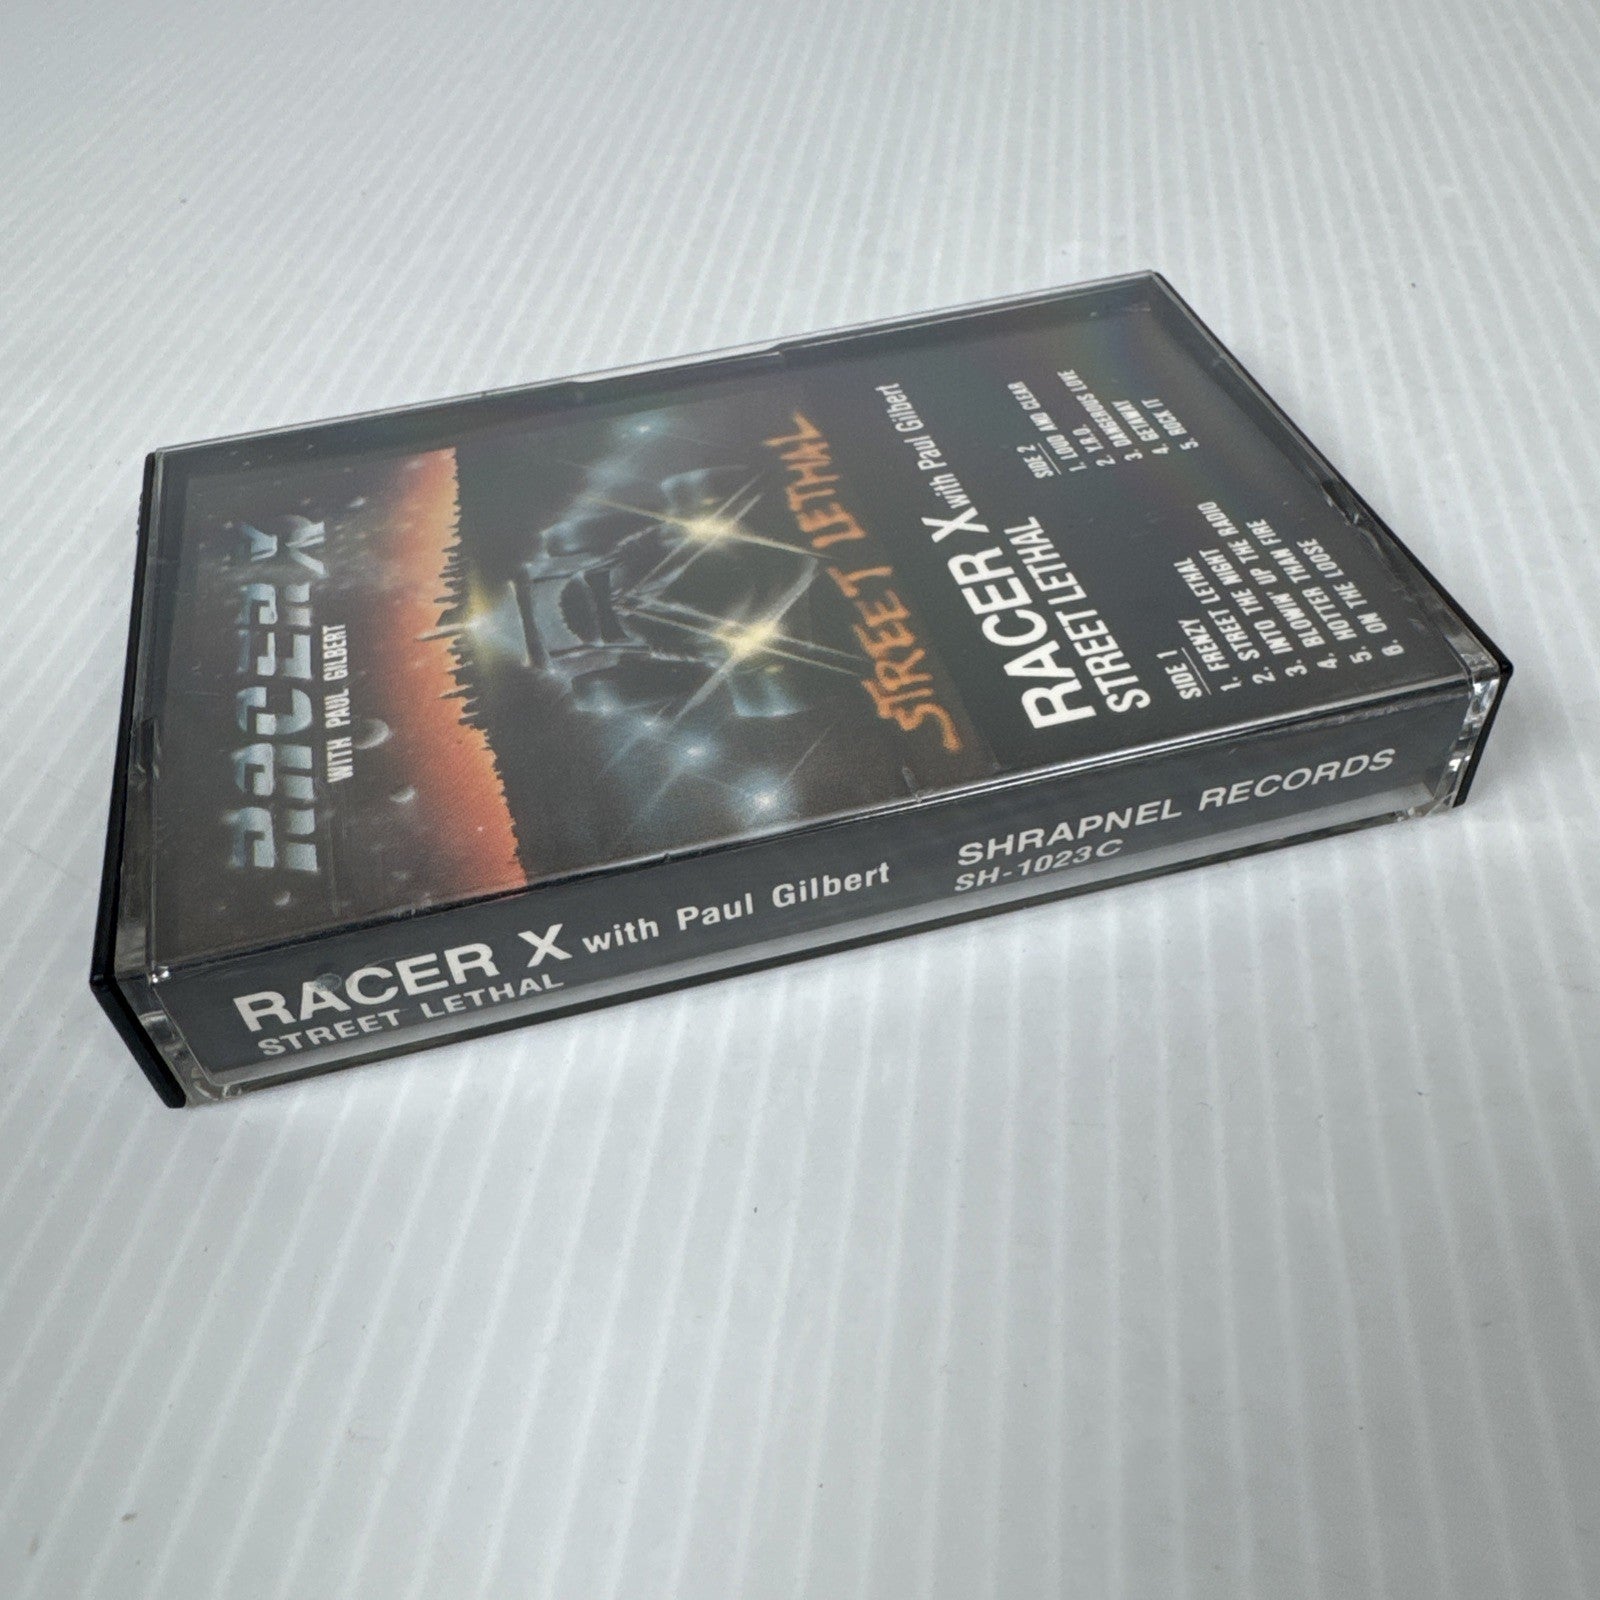 RACER X
WITH PAUL GILBERT
STREET LETHAL
RACER X with Paul Gilbert
STREET LETHAL
SIDE 1
1. FRENZY
2. STREET LETHAL
3. INTO THE NIGHT
4. BLOWIN' UP THE RADIO
5. HOTTER THAN FIRE
6. ON THE LOOSE
SIDE 2
1. LOUD AND CLEAR
2. Y.R.O.
3. DANGEROUS LOVE
4. GETAWAY
5. ROCK IT
RACER X with Paul Gilbert
STREET LETHAL
SHRAPNEL RECORDS
SH-1023C